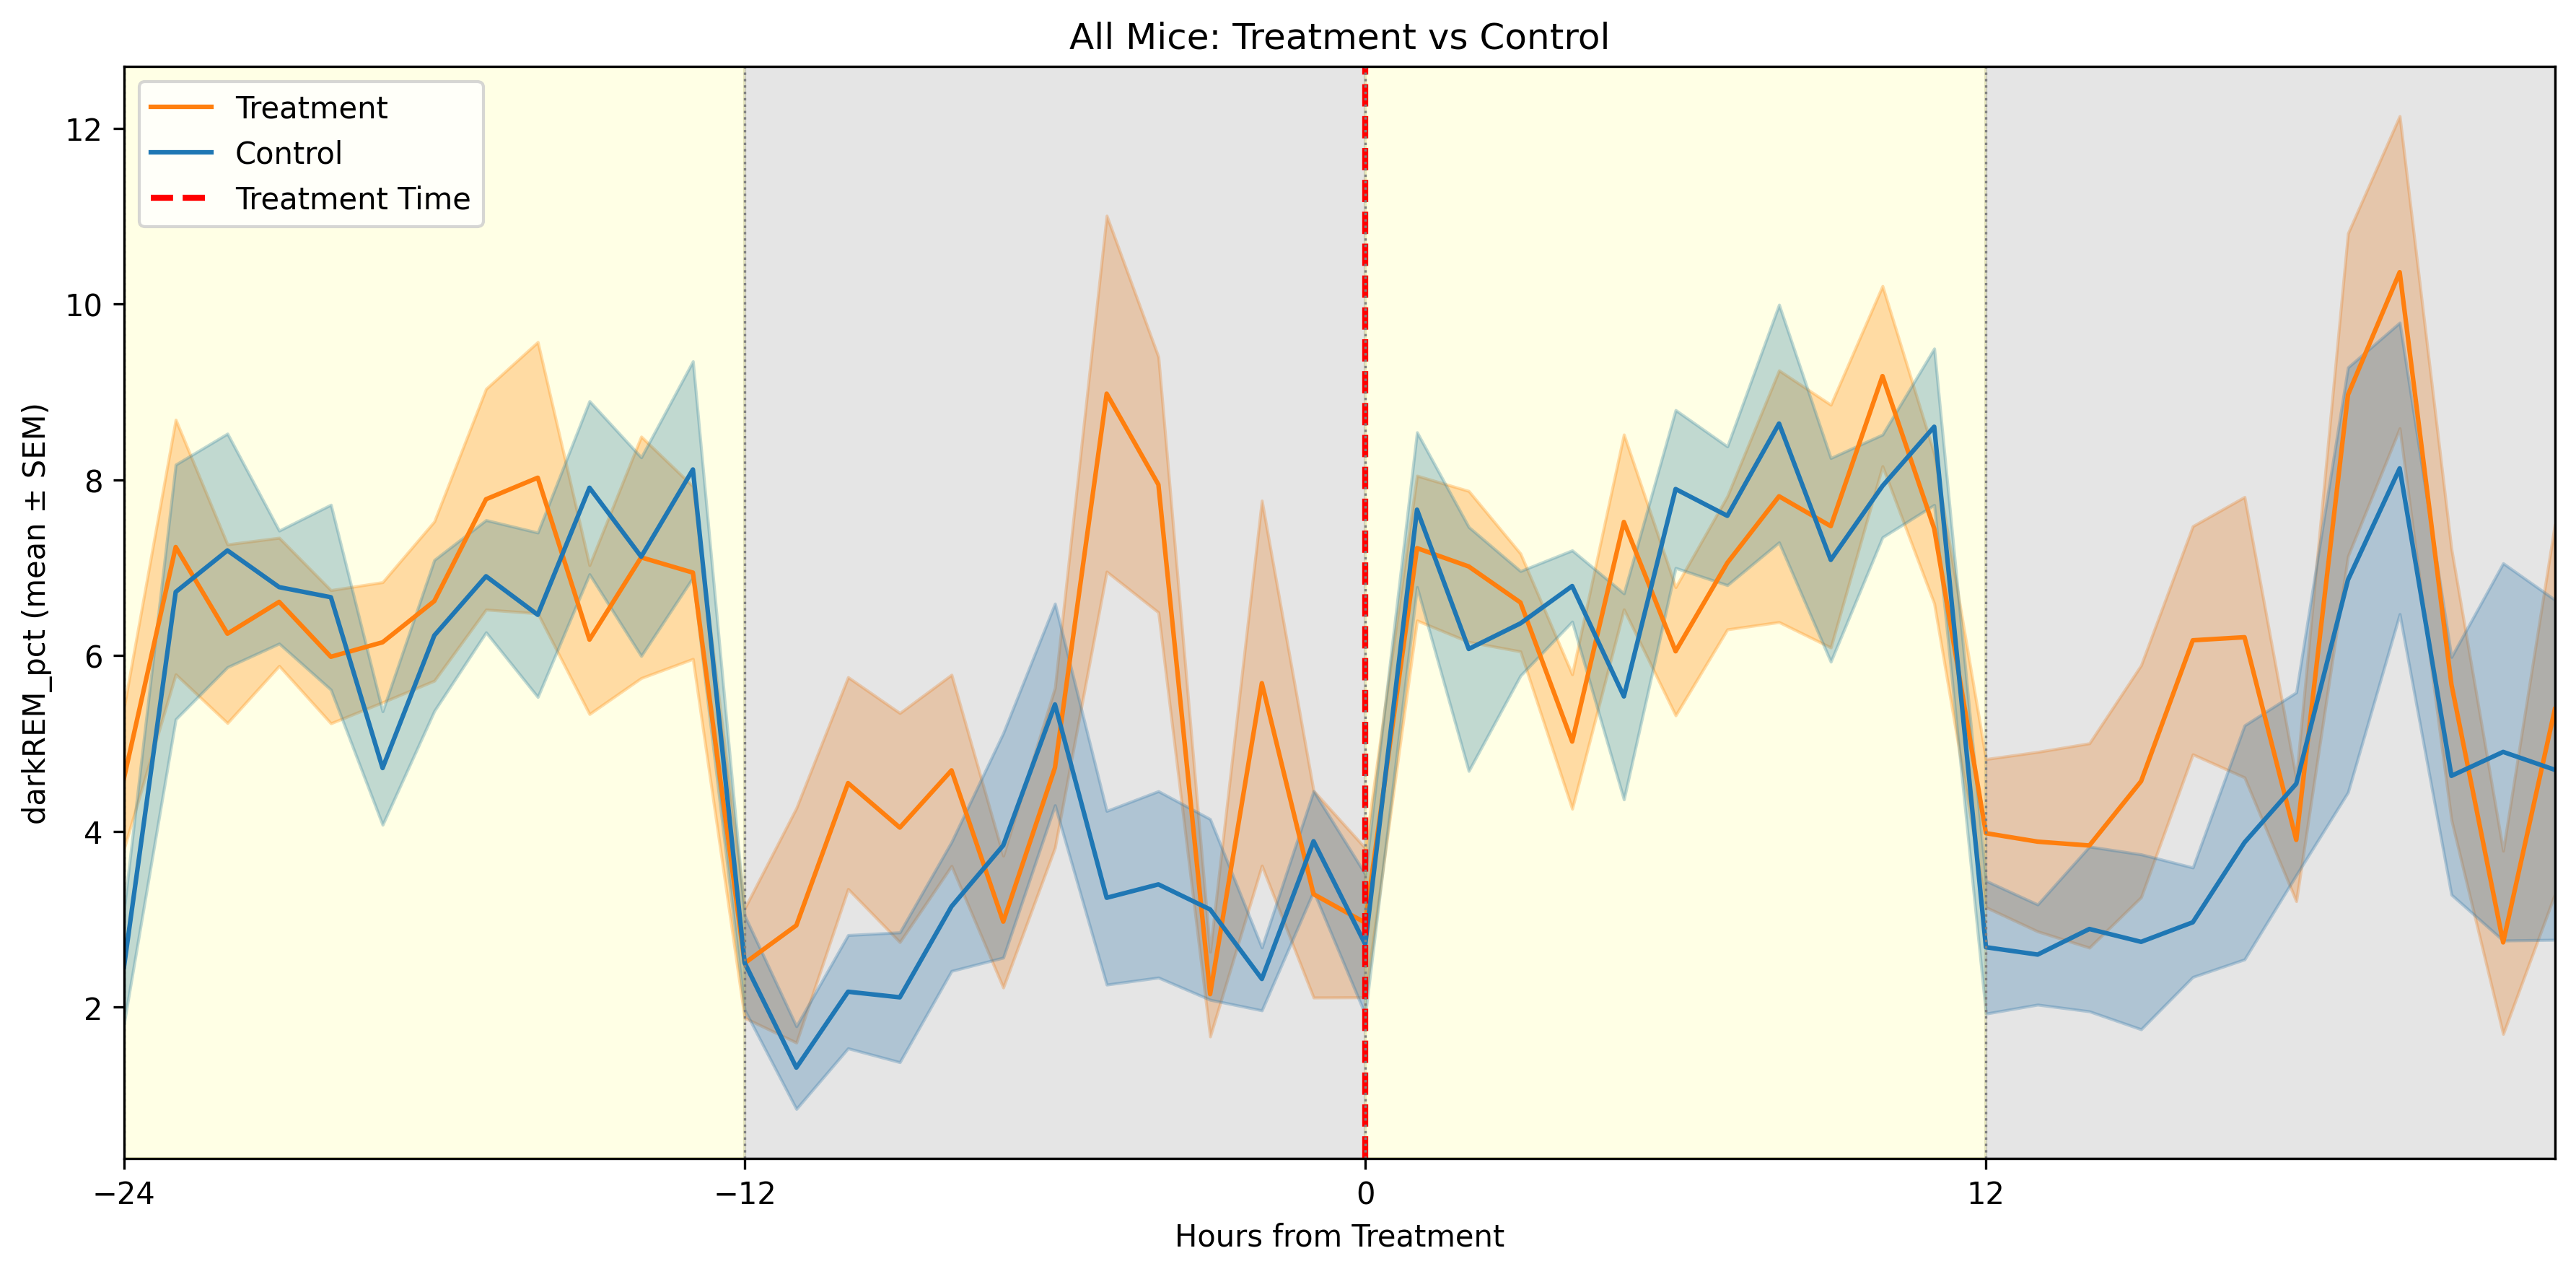 All Mice: Treatment vs Control
Treatment
Control
Treatment Time
darkREM_pct (mean ± SEM)
12
10
8
6
4
2
−24
−12
0
12
Hours from Treatment